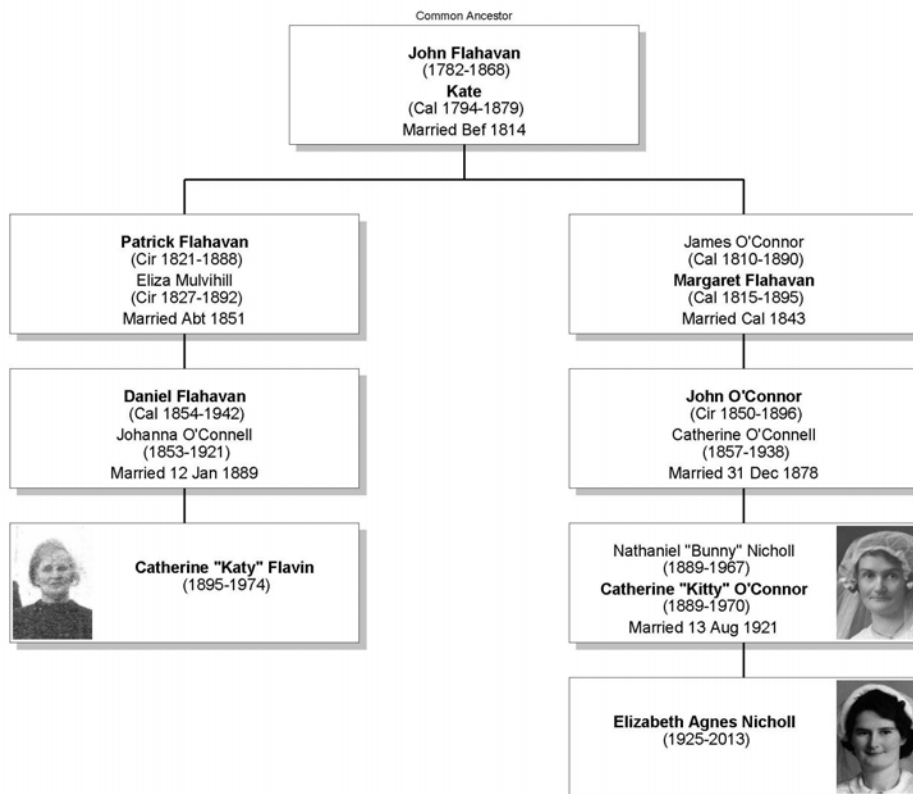 Common Ancestor
John Flahavan
(1782-1868)
Kate
(Cal 1794-1879)
Married Bef 1814
Patrick Flahavan
(Cir 1821-1888)
Eliza Mulvihill
(Cir 1827-1892)
Married Abt 1851
James O'Connor
(Cal 1810-1890)
Margaret Flahavan
(Cal 1815-1895)
Married Cal 1843
Daniel Flahavan
(Cal 1854-1942)
Johanna O'Connell
(1853-1921)
Married 12 Jan 1889
John O'Connor
(Cir 1850-1896)
Catherine O'Connell
(1857-1938)
Married 31 Dec 1878
Catherine "Katy" Flavin
(1895-1974)
Nathaniel "Bunny" Nicholl
(1889-1967)
Catherine "Kitty" O'Connor
(1889-1970)
Married 13 Aug 1921
Elizabeth Agnes Nicholl
(1925-2013)